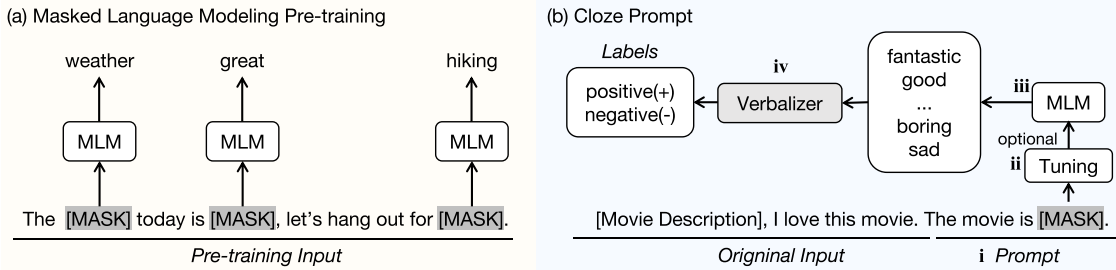 (a) Masked Language Modeling Pre-training
weather great hiking
MLM MLM MLM
The [MASK] today is [MASK], let's hang out for [MASK].
Pre-training Input
(b) Cloze Prompt
Labels
positive(+)
negative(-)
iv
Verbalizer
fantastic
good
...
boring
sad
iii
MLM
optional
ii
Tuning
[Movie Description], I love this movie. The movie is [MASK].
Origninal Input
i Prompt